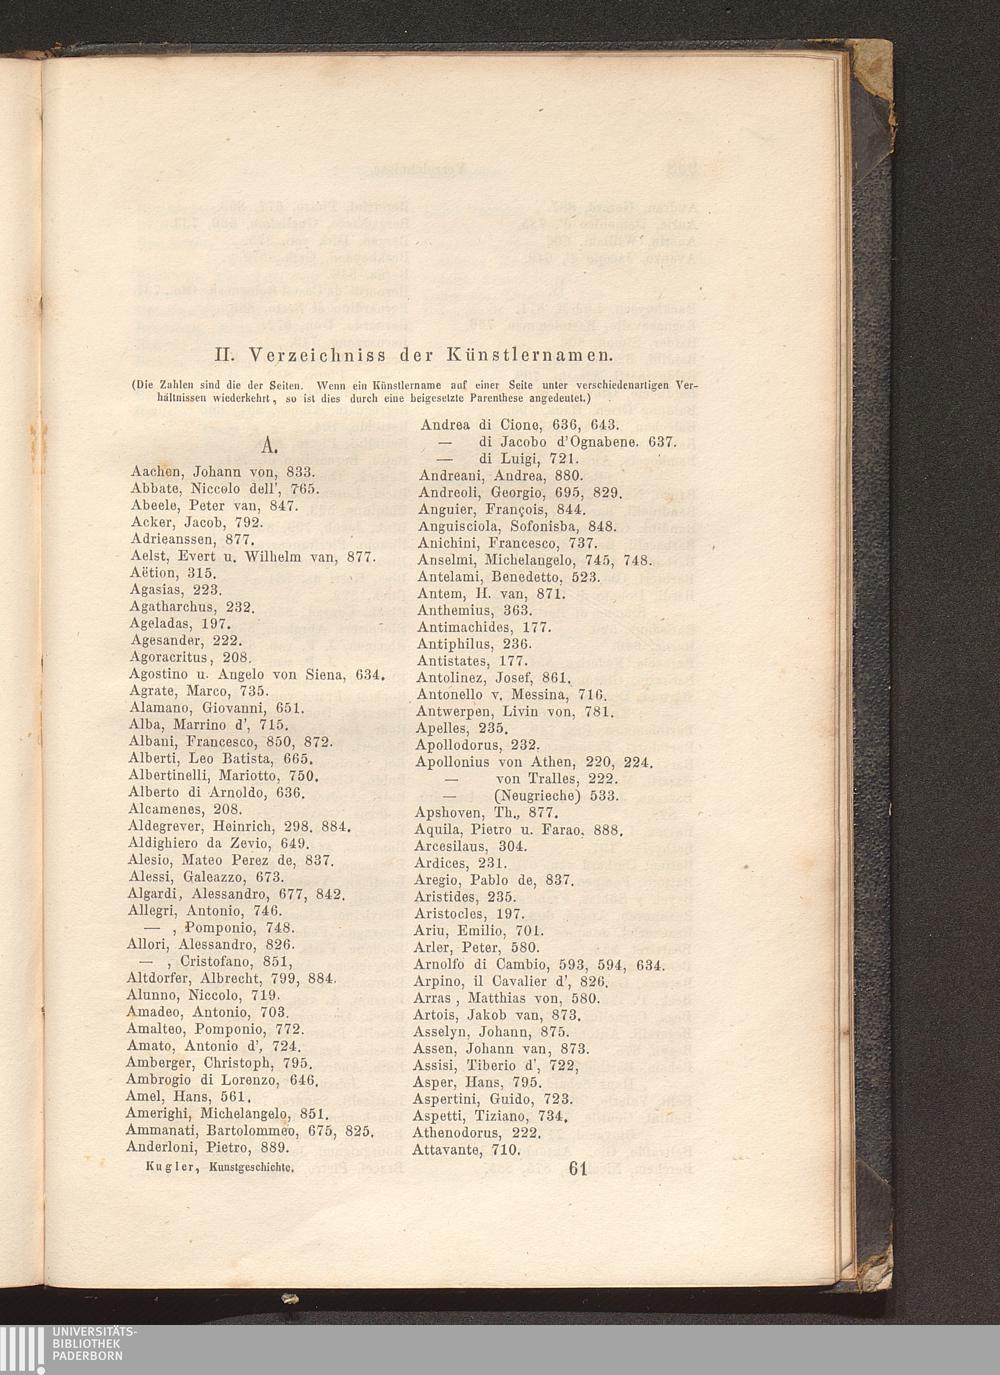 II. Verzeichniss der Künstlernamen.
(Die Zahlen sind die der Seiten. Wenn ein Künstlername auf einer Seite unter verschiedenartigen Ver-
hältnissen wiederkehrt, so ist dies durch eine beigesetzte Parenthese angedeutet.)
A.
Aachen, Johann von, 833.
Abbate, Niccolo dell', 765.
Abeele, Peter van, 847.
Acker, Jacob, 792.
Adrieanssen, 877.
Aelst, Evert u. Wilhelm van, 877.
Aëtion, 315.
Agasias, 223.
Agatharchus, 232.
Ageladas, 197.
Agesander, 222.
Agoracritus, 208.
Agostino u. Angelo von Siena, 634.
Agrate, Marco, 735.
Alamano, Giovanni, 651.
Alba, Marrino d', 715.
Albani, Francesco, 850, 872.
Alberti, Leo Batista, 665.
Albertinelli, Mariotto, 750.
Alberto di Arnoldo, 636.
Alcamenes, 208.
Aldegrever, Heinrich, 298. 884.
Aldighiero da Zevio, 649.
Alesio, Mateo Perez de, 837.
Alessi, Galeazzo, 673.
Algardi, Alessandro, 677, 842.
Allegri, Antonio, 746.
— , Pomponio, 748.
Allori, Alessandro, 826.
— , Cristofano, 851,
Altdorfer, Albrecht, 799, 884.
Alunno, Niccolo, 719.
Amadeo, Antonio, 703.
Amalteo, Pomponio, 772.
Amato, Antonio d', 724.
Amberger, Christoph, 795.
Ambrogio di Lorenzo, 646.
Amel, Hans, 561.
Amerighi, Michelangelo, 851.
Ammanati, Bartolommeo, 675, 825.
Anderloni, Pietro, 889.
Andrea di Cione, 636, 643.
— di Jacobo d'Ognabene. 637.
— di Luigi, 721.
Andreani, Andrea, 880.
Andreoli, Georgio, 695, 829.
Anguier, François, 844.
Anguisciola, Sofonisba, 848.
Anichini, Francesco, 737.
Anselmi, Michelangelo, 745, 748.
Antelami, Benedetto, 523.
Antem, H. van, 871.
Anthemius, 363.
Antimachides, 177.
Antiphilus, 236.
Antistates, 177.
Antolinez, Josef, 861.
Antonello v. Messina, 716.
Antwerpen, Livin von, 781.
Apelles, 235.
Apollodorus, 232.
Apollonius von Athen, 220, 224.
— von Tralles, 222.
— (Neugrieche) 533.
Apshoven, Th., 877.
Aquila, Pietro u. Farao, 888.
Arcesilaus, 304.
Ardices, 231.
Aregio, Pablo de, 837.
Aristides, 235.
Aristocles, 197.
Ariu, Emilio, 701.
Arler, Peter, 580.
Arnolfo di Cambio, 593, 594, 634.
Arpino, il Cavalier d', 826.
Arras , Matthias von, 580.
Artois, Jakob van, 873.
Asselyn, Johann, 875.
Assen, Johann van, 873.
Assisi, Tiberio d', 722,
Asper, Hans, 795.
Aspertini, Guido, 723.
Aspetti, Tiziano, 734.
Athenodorus, 222.
Attavante, 710.
Kugler, Kunstgeschichte.
61
UNIVERSITÄTS-
BIBLIOTHEK
PADERBORN